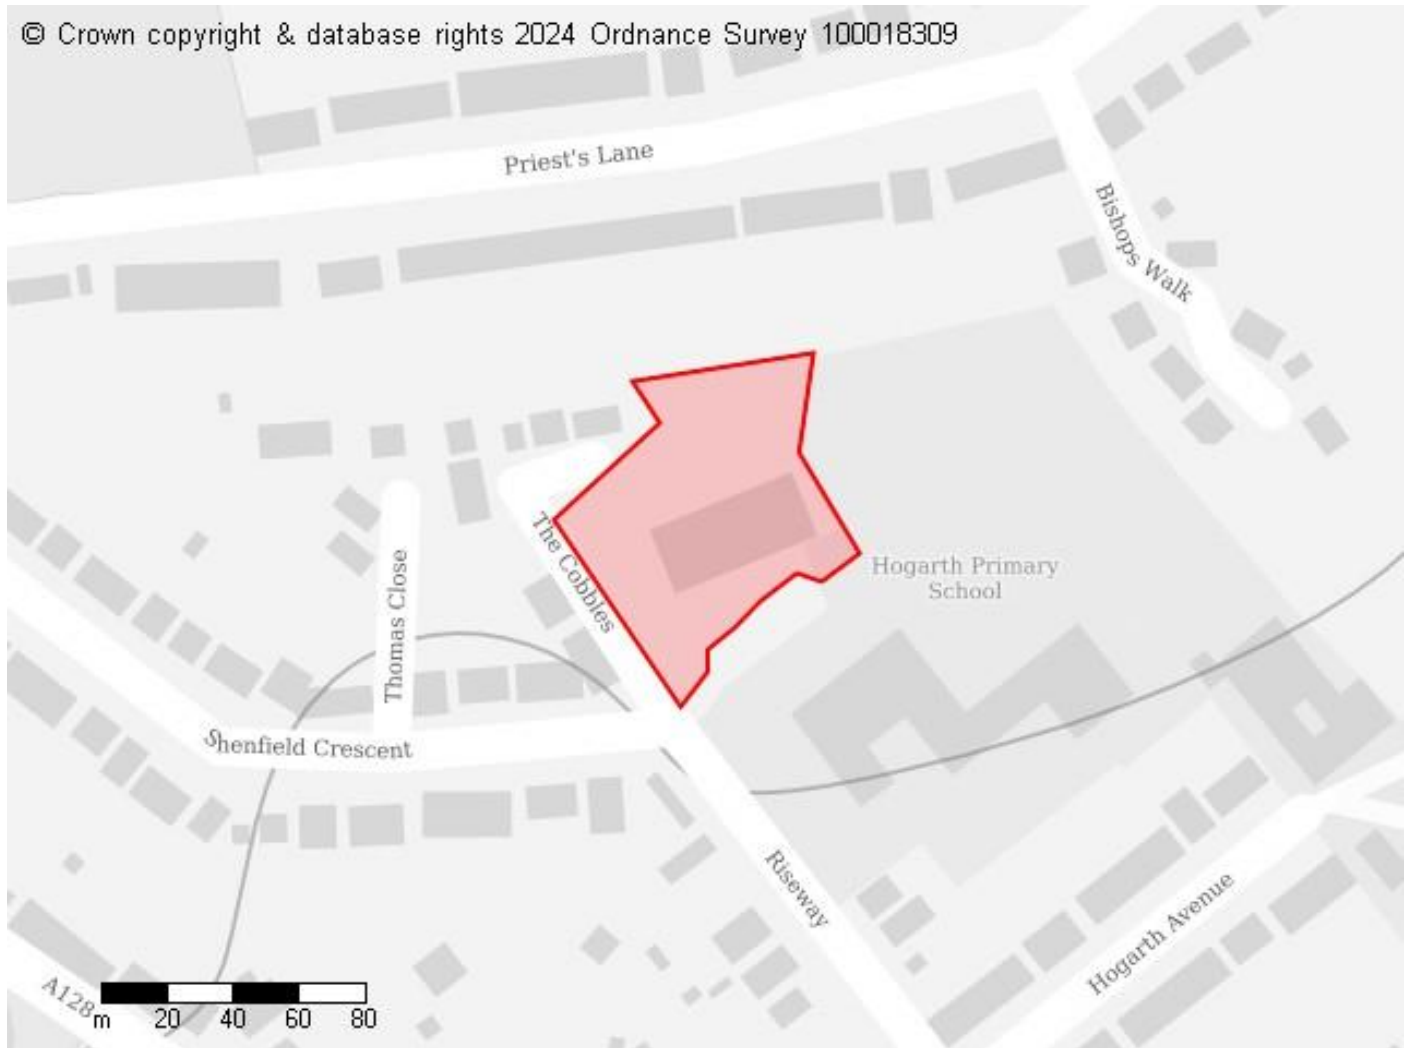 © Crown copyright & database rights 2024 Ordnance Survey 100018309
Priest's Lane
Bishops Walk
The Cobbles
Thomas Close
Hogarth Primary
School
Shenfield Crescent
Riseway
Hogarth Avenue
A128
m 20 40 60 80